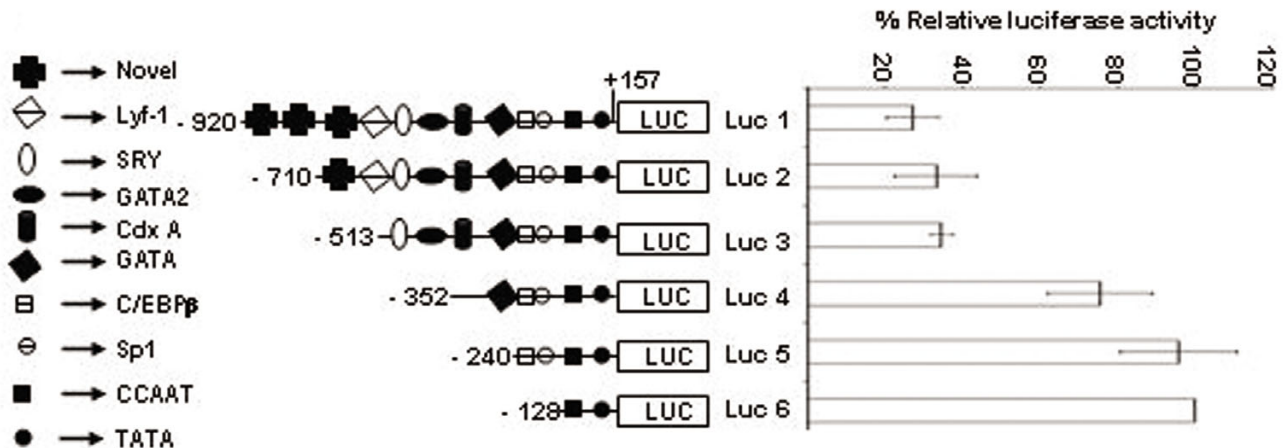 % Relative luciferase activity
20 40 60 80 100 120
Novel
Lyf-1
SRY
GATA2
Cdx A
GATA
C/EBPβ
Sp1
CCAAT
TATA
+157
- 920 LUC Luc 1
- 710 LUC Luc 2
- 513 LUC Luc 3
- 352 LUC Luc 4
- 240 LUC Luc 5
- 128 LUC Luc 6